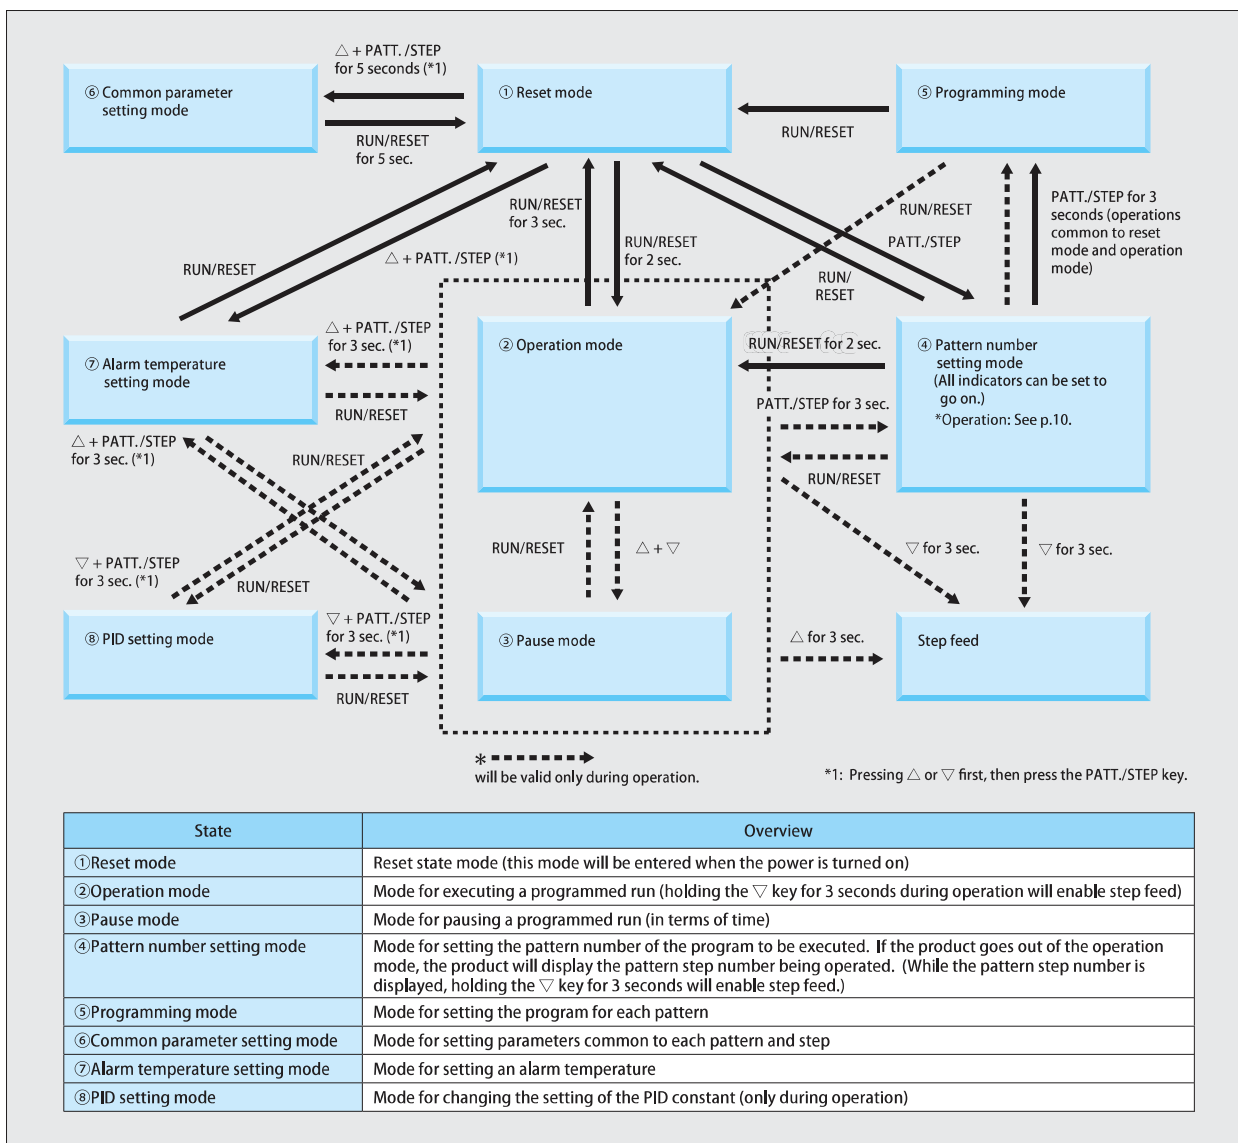 △ + PATT. /STEP
for 5 seconds (*1)
⑥ Common parameter
setting mode
① Reset mode
⑤ Programming mode
RUN/RESET
RUN/RESET
for 5 sec.
RUN/RESET
for 3 sec.
RUN/RESET
PATT./STEP for 3
seconds (operations
common to reset
mode and operation
mode)
RUN/RESET
△ + PATT. /STEP (*1)
RUN/RESET
for 2 sec.
PATT./STEP
RUN/
RESET
⑦ Alarm temperature
setting mode
△ + PATT./STEP
for 3 sec. (*1)
② Operation mode
RUN/RESET for 2 sec.
④ Pattern number
setting mode
(All indicators can be set to
go on.)
*Operation: See p.10.
RUN/RESET
PATT./STEP for 3 sec.
△ + PATT./STEP
for 3 sec. (*1)
RUN/RESET
RUN/RESET
▽ + PATT./STEP
for 3 sec. (*1)
RUN/RESET
RUN/RESET
△ + ▽
▽ for 3 sec.
▽ for 3 sec.
⑧ PID setting mode
▽ + PATT./STEP
for 3 sec. (*1)
③ Pause mode
△ for 3 sec.
Step feed
RUN/RESET
*
will be valid only during operation.
*1: Pressing △ or ▽ first, then press the PATT./STEP key.
State Overview
①Reset mode Reset state mode (this mode will be entered when the power is turned on)
②Operation mode Mode for executing a programmed run (holding the ▽ key for 3 seconds during operation will enable step feed)
③Pause mode Mode for pausing a programmed run (in terms of time)
④Pattern number setting mode Mode for setting the pattern number of the program to be executed. If the product goes out of the operation
mode, the product will display the pattern step number being operated. (While the pattern step number is
displayed, holding the ▽ key for 3 seconds will enable step feed.)
⑤Programming mode Mode for setting the program for each pattern
⑥Common parameter setting mode Mode for setting parameters common to each pattern and step
⑦Alarm temperature setting mode Mode for setting an alarm temperature
⑧PID setting mode Mode for changing the setting of the PID constant (only during operation)